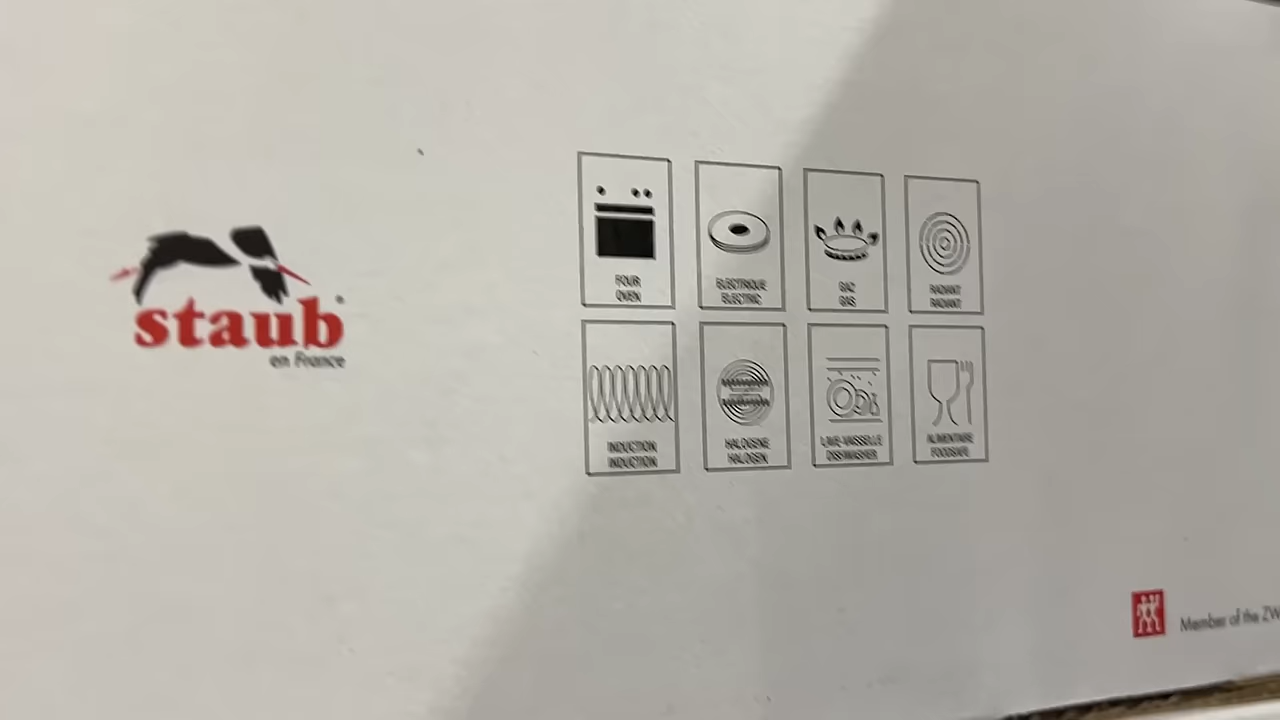 staub
en France
FOUR
OVEN
ELECTRIQUE
ELECTRIC
GAZ
GAS
RADIANT
RADIANT
INDUCTION
INDUCTION
HALOGENE
HALOGEN
LAVE-VAISSELLE
DISHWASHER
ALIMENTAIRE
FOODSAFE
Member of the ZW